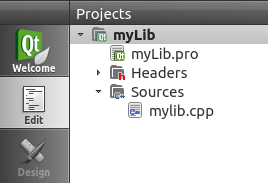 Projects
Qt
Welcome
myLib
myLib.pro
Headers
Edit
Sources
mylib.cpp
Design